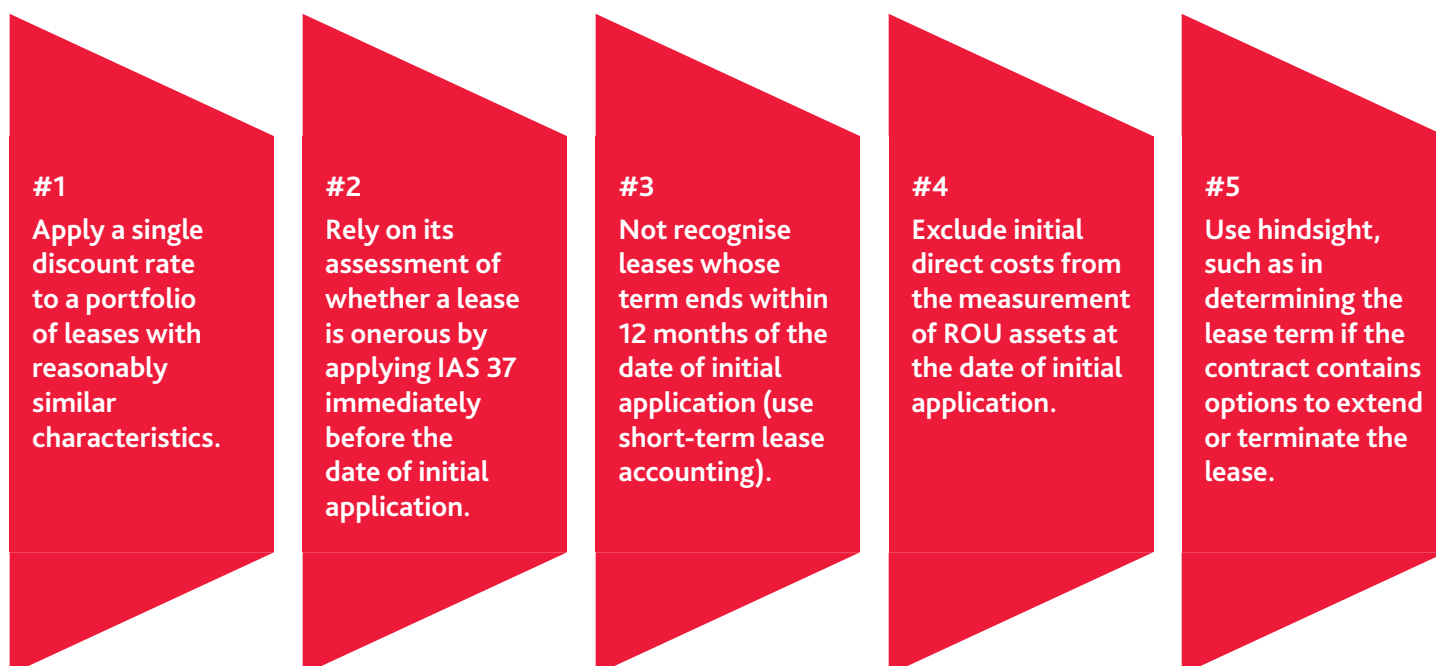 #1
Apply a single
discount rate
to a portfolio
of leases with
reasonably
similar
characteristics.
#2
Rely on its
assessment of
whether a lease
is onerous by
applying IAS 37
immediately
before the
date of initial
application.
#3
Not recognise
leases whose
term ends within
12 months of the
date of initial
application (use
short-term lease
accounting).
#4
Exclude initial
direct costs from
the measurement
of ROU assets at
the date of initial
application.
#5
Use hindsight,
such as in
determining the
lease term if the
contract contains
options to extend
or terminate the
lease.